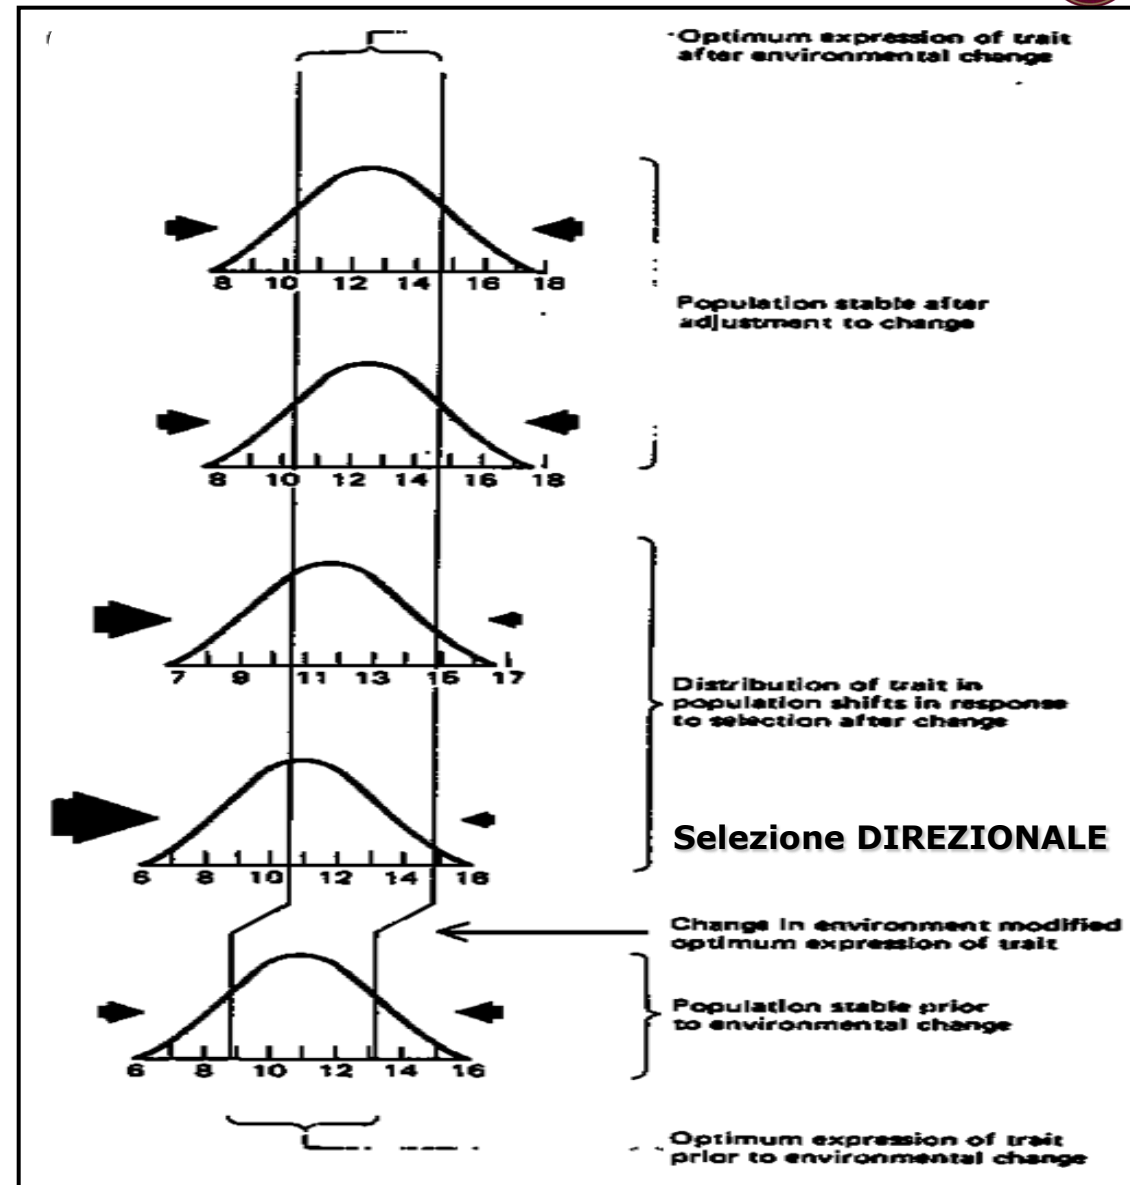 Optimum expression of trait
after environmental change
8 10 12 14 16 18
Population stable after
adjustment to change
8 10 12 14 16 18
7 9 11 13 15 17
Distribution of trait in
population shifts in response
to selection after change
Selezione DIREZIONALE
6 8 10 12 14 16
Change in environment modified
optimum expression of trait
Population stable prior
to environmental change
6 8 10 12 14 16
Optimum expression of trait
prior to environmental change